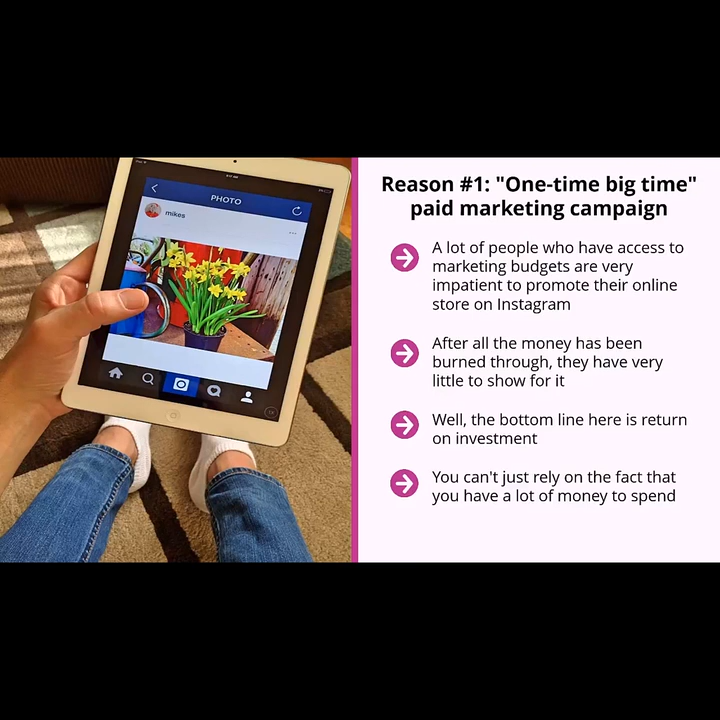 PHOTO
mikes
Reason #1: "One-time big time"
paid marketing campaign
A lot of people who have access to
marketing budgets are very
impatient to promote their online
store on Instagram
After all the money has been
burned through, they have very
little to show for it
Well, the bottom line here is return
on investment
You can't just rely on the fact that
you have a lot of money to spend